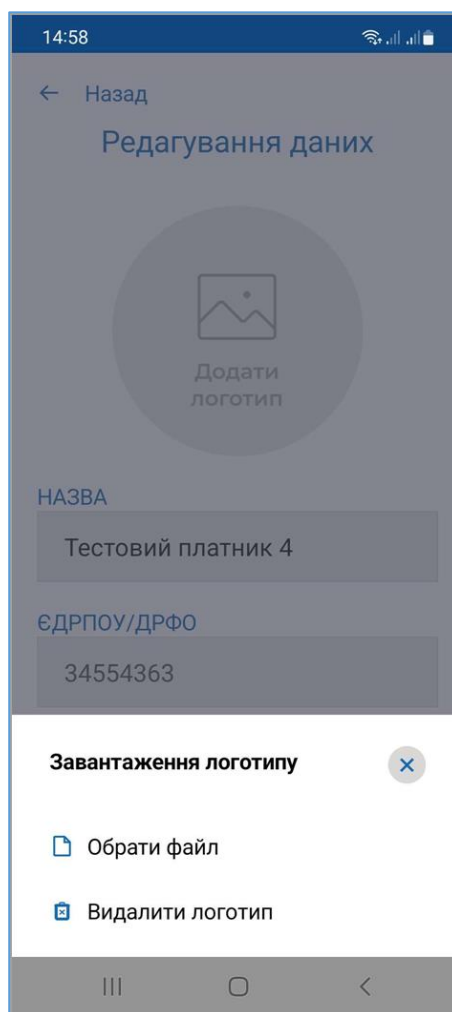 14:58
Назад
Редагування даних
Додати
логотип
НАЗВА
Тестовий платник 4
ЄДРПОУ/ДРФО
34554363
Завантаження логотипу
Обрати файл
Видалити логотип